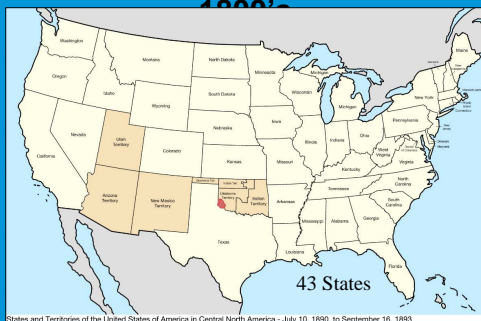 1800's
Washington
Montana
North Dakota
Minnesota
Michigan
Maine
Oregon
Idaho
Wyoming
South Dakota
Wisconsin
Michigan
New York
Nevada
Utah
Territory
Colorado
Nebraska
Iowa
Illinois
Indiana
Ohio
Pennsylvania
California
Kansas
Missouri
Kentucky
West
Virginia
Virginia
Arizona
Territory
New Mexico
Territory
Oklahoma
Territory
Indian
Territory
Arkansas
Tennessee
North
Carolina
South
Carolina
Texas
Louisiana
Mississippi
Alabama
Georgia
Florida
43 States
States and Territories of the United States of America in Central North America - July 10, 1890, to September 16, 1893